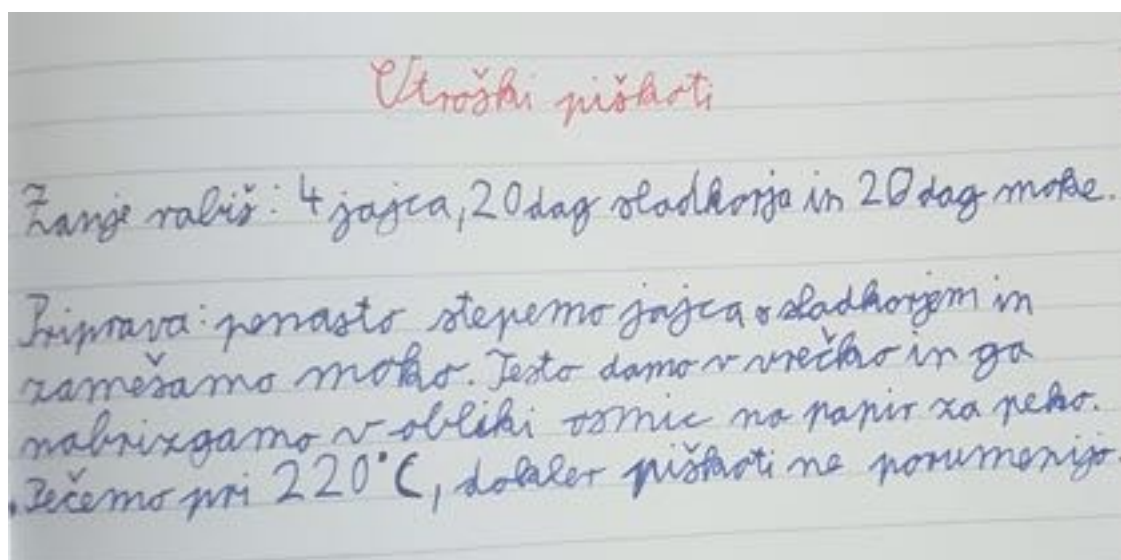 Otroški piškoti
Zanje rabiš: 4 jajca, 20 dag sladkorja in 20 dag moke.
Priprava: penasto stepemo jajca s sladkorjem in
zamešamo moko. Testo damo v vrečko in ga
nabrizgamo v obliki osmic na papir za peko.
Pečemo pri 220°C, dokler piškoti ne porumenijo.